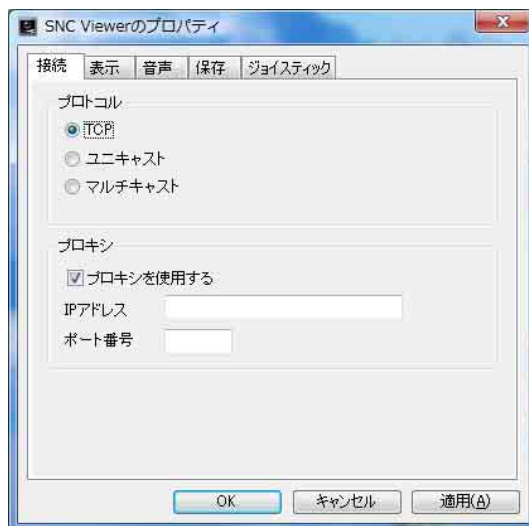 SNC Viewerのプロパティ
接続 表示 音声 保存 ジョイスティック
プロトコル
TCP
ユニキャスト
マルチキャスト
プロキシ
プロキシを使用する
IPアドレス
ポート番号
OK キャンセル 適用(A)